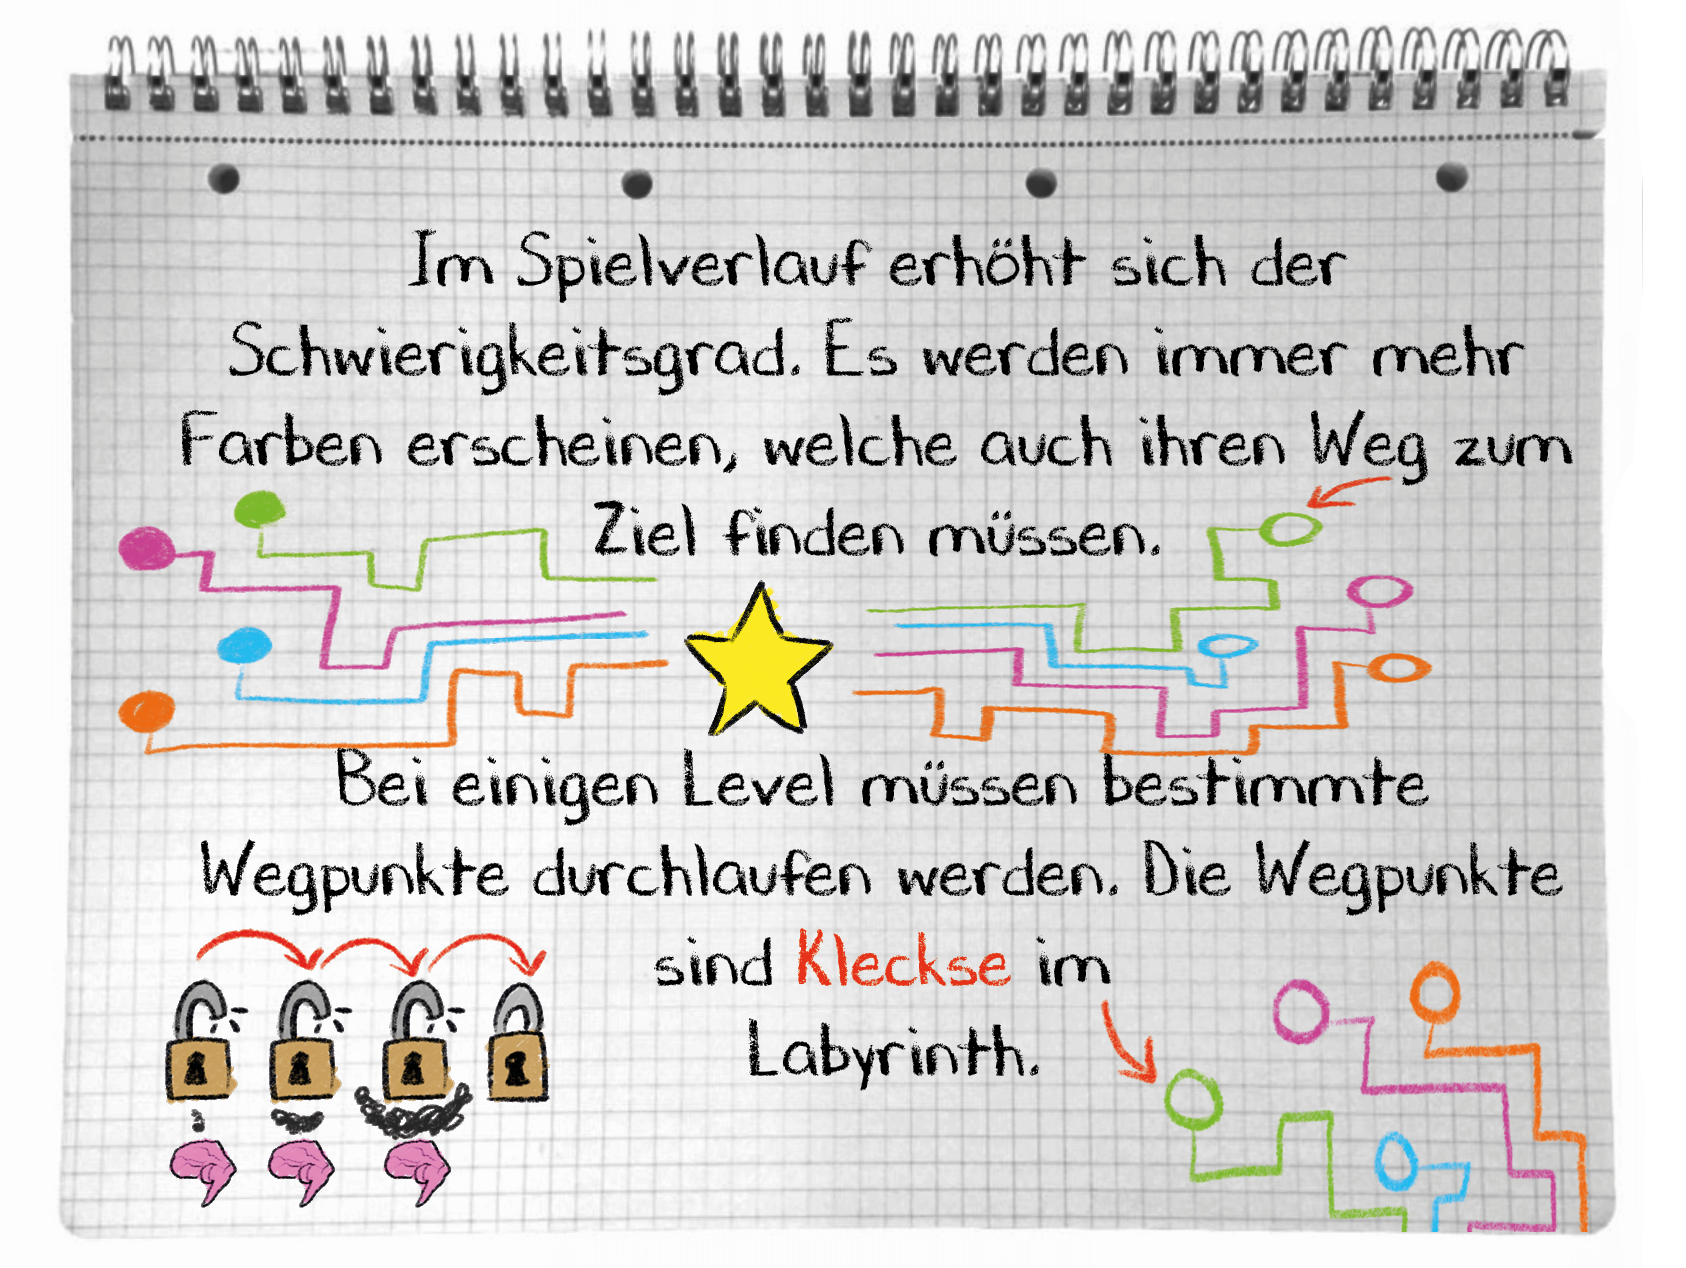 Im Spielverlauf erhöht sich der
Schwierigkeitsgrad. Es werden immer mehr
Farben erscheinen, welche auch ihren Weg zum
Ziel finden müssen.
Bei einigen Level müssen bestimmte
Wegpunkte durchlaufen werden. Die Wegpunkte
sind Kleckse im
Labyrinth.